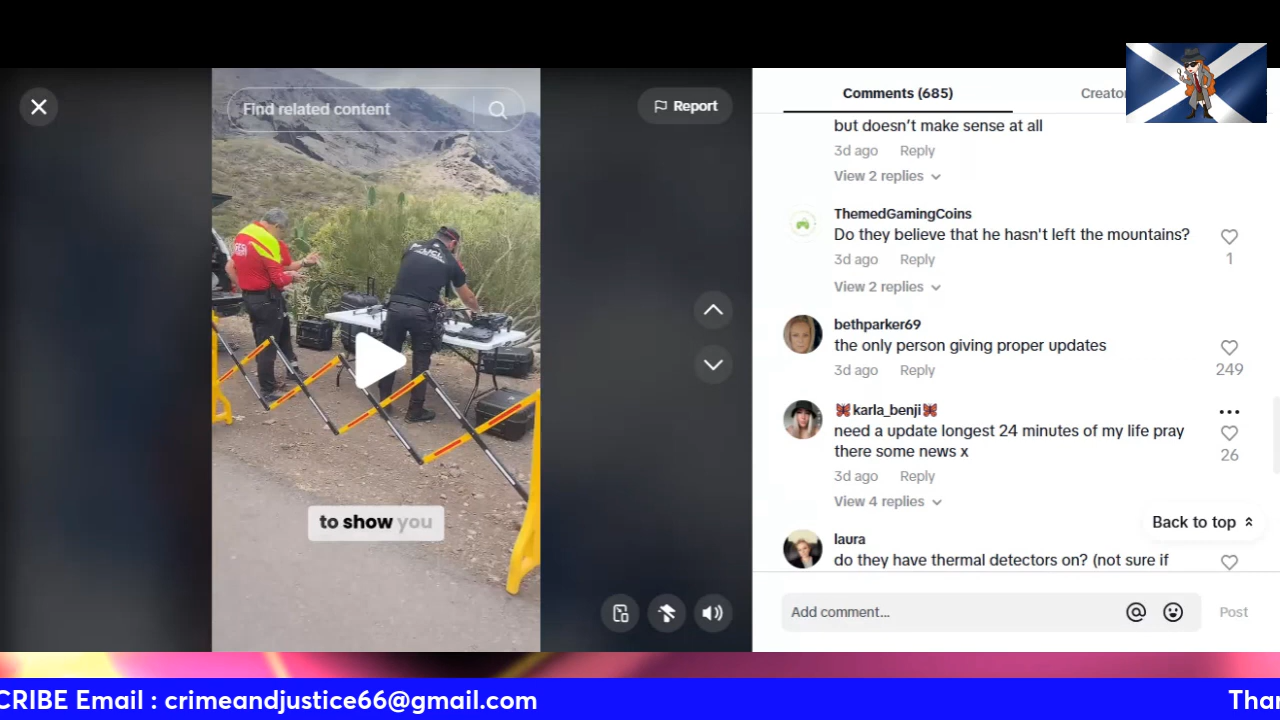 Find related content
Report
to show you
Comments (685)
Creator
but doesn't make sense at all
3d ago Reply
View 2 replies
ThemedGamingCoins
Do they believe that he hasn't left the mountains?
1
3d ago Reply
View 2 replies
bethparker69
the only person giving proper updates
249
3d ago Reply
karla_benji
need a update longest 24 minutes of my life pray
there some news x
26
3d ago Reply
View 4 replies
Back to top
laura
do they have thermal detectors on? (not sure if
Add comment...
Post
CRIBE Email : crimeandjustice66@gmail.com